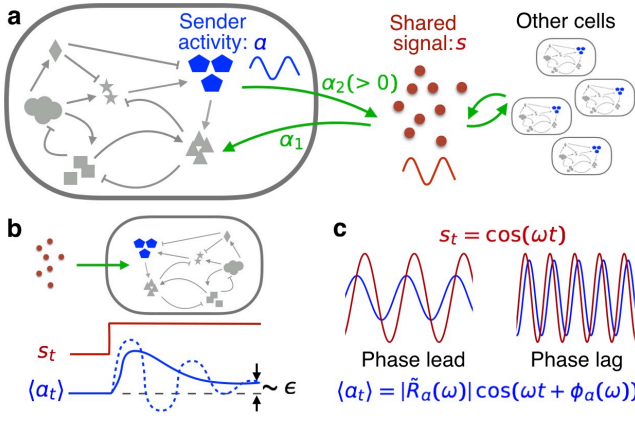 a
Sender
activity: a
α₂(> 0)
α₁
Shared
signal: s
Other cells
b
sₜ
⟨aₜ⟩
~ ϵ
c
sₜ = cos(ωt)
Phase lead
Phase lag
⟨aₜ⟩ = |R̃ₐ(ω)| cos(ωt + ϕₐ(ω))